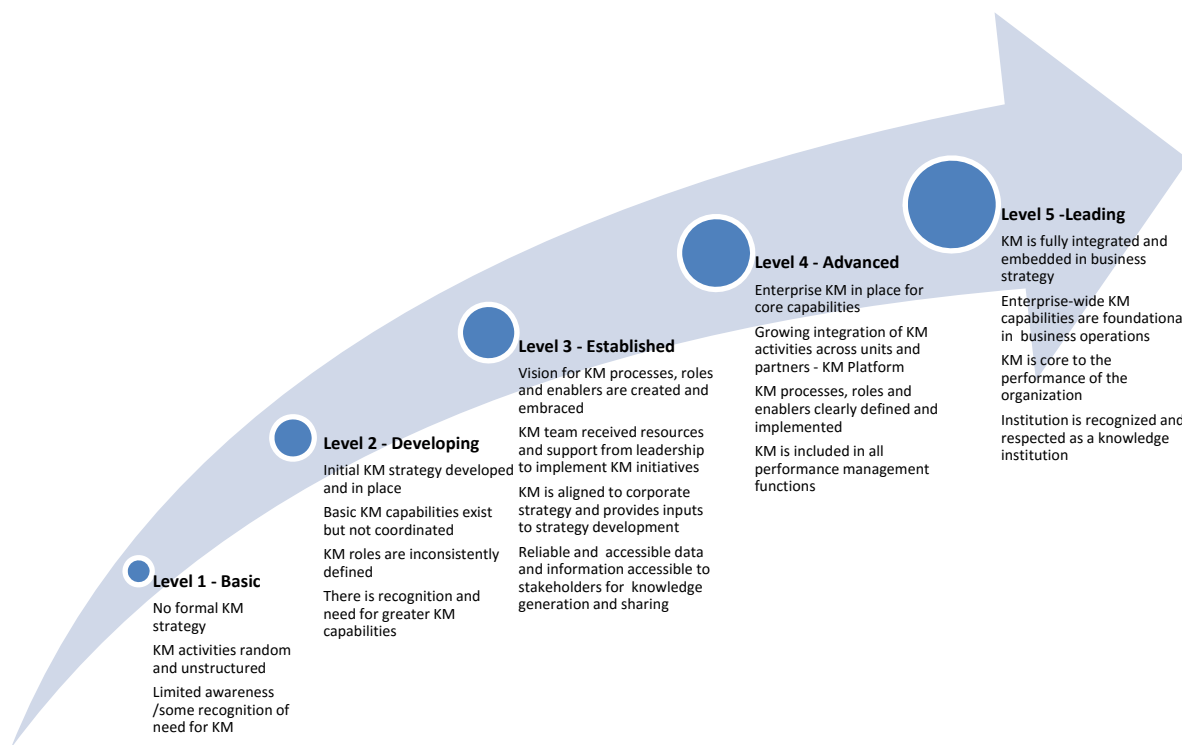 Level 1 - Basic
No formal KM
strategy
KM activities random
and unstructured
Limited awareness
/some recognition of
need for KM
Level 2 - Developing
Initial KM strategy developed
and in place
Basic KM capabilities exist
but not coordinated
KM roles are inconsistently
defined
There is recognition and
need for greater KM
capabilities
Level 3 - Established
Vision for KM processes, roles
and enablers are created and
embraced
KM team received resources
and support from leadership
to implement KM initiatives
KM is aligned to corporate
strategy and provides inputs
to strategy development
Reliable and  accessible data
and information accessible to
stakeholders for  knowledge
generation and sharing
Level 4 - Advanced
Enterprise KM in place for
core capabilities
Growing integration of KM
activities across units and
partners - KM Platform
KM processes, roles and
enablers clearly defined and
implemented
KM is included in all
performance management
functions
Level 5 -Leading
KM is fully integrated and
embedded in business
strategy
Enterprise-wide KM
capabilities are foundationa
in  business operations
KM is core to the
performance of the
organization
Institution is recognized and
respected as a knowledge
institution